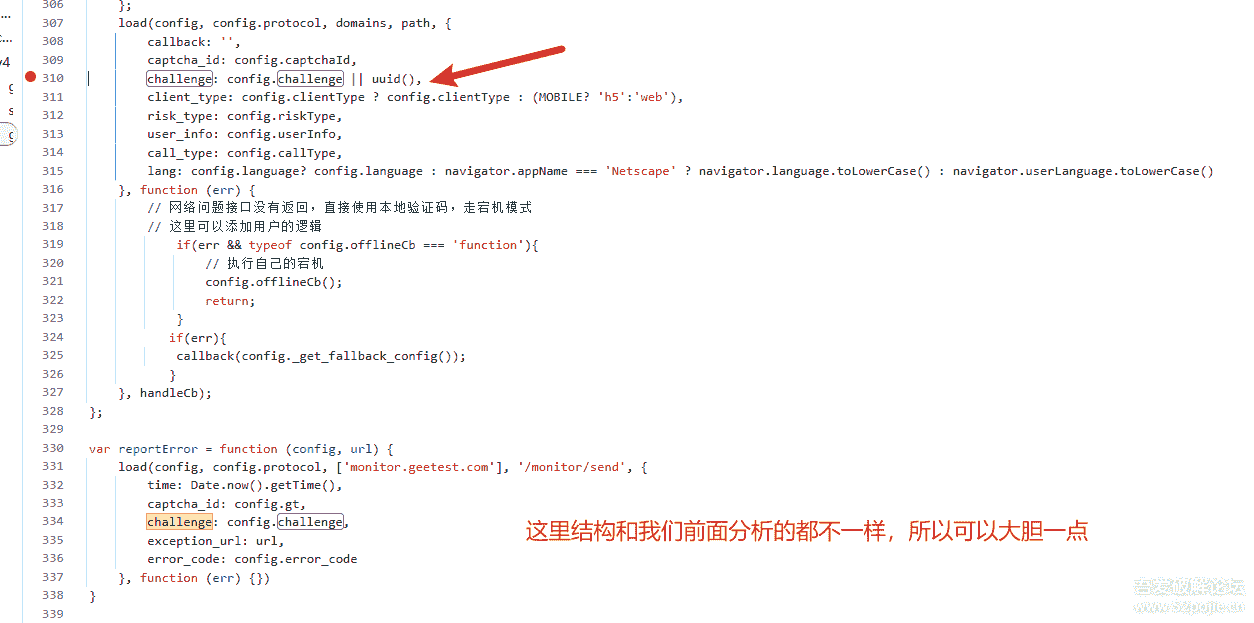 306 };
307 load(config, config.protocol, domains, path, {
308 callback: '',
309 captcha_id: config.captchaId,
310 challenge: config.challenge || uuid(),
311 client_type: config.clientType ? config.clientType : (MOBILE? 'h5':'web'),
312 risk_type: config.riskType,
313 user_info: config.userInfo,
314 call_type: config.callType,
315 lang: config.language? config.language : navigator.appName === 'Netscape' ? navigator.language.toLowerCase() : navigator.userLanguage.toLowerCase()
316 }, function (err) {
317 // 网络问题接口没有返回，直接使用本地验证码，走宕机模式
318 // 这里可以添加用户的逻辑
319 if(err && typeof config.offlineCb === 'function'){
320 // 执行自己的宕机
321 config.offlineCb();
322 return;
323 }
324 if(err){
325 callback(config._get_fallback_config());
326 }
327 }, handleCb);
328 };
329
330 var reportError = function (config, url) {
331 load(config, config.protocol, ['monitor.geetest.com'], '/monitor/send', {
332 time: Date.now().getTime(),
333 captcha_id: config.gt,
334 challenge: config.challenge,
335 exception_url: url,
336 error_code: config.error_code
337 }, function (err) {})
338 }
339
这里结构和我们前面分析的都不一样，所以可以大胆一点
吾爱破解论坛
www.52pojie.cn